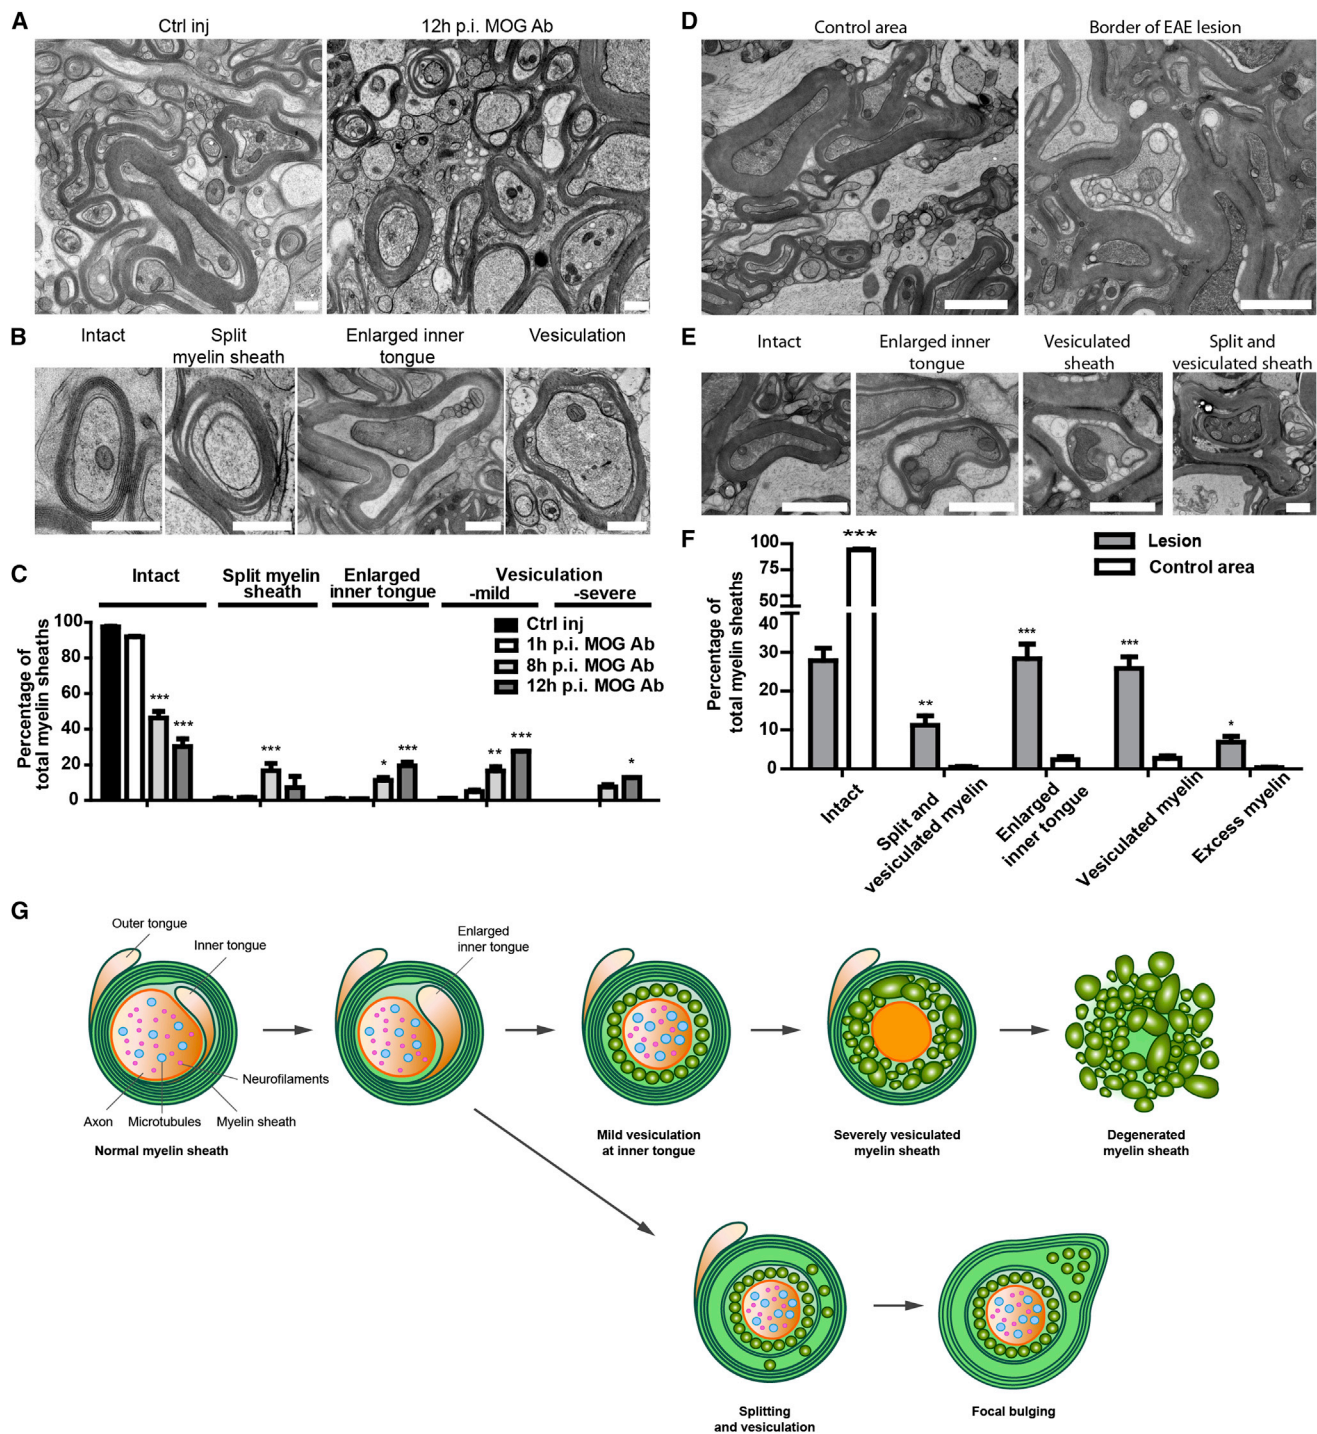 A
Ctrl inj
12h p.i. MOG Ab
B
Intact
Split
myelin sheath
Enlarged inner
tongue
Vesiculation
C
Intact
Split myelin
sheath
Enlarged
inner tongue
Vesiculation
-mild
-severe
Percentage of
total myelin sheaths
100
80
60
40
20
0
Ctrl inj
1h p.i. MOG Ab
8h p.i. MOG Ab
12h p.i. MOG Ab
***
***
***
*
***
**
***
*
D
Control area
Border of EAE lesion
E
Intact
Enlarged inner
tongue
Vesiculated
sheath
Split and
vesiculated sheath
F
Percentage of
total myelin sheaths
100
75
50
40
30
20
10
0
***
**
***
***
*
Lesion
Control area
Intact
Split and
vesiculated myelin
Enlarged
inner tongue
Vesiculated myelin
Excess myelin
G
Outer tongue
Inner tongue
Enlarged
inner tongue
Neurofilaments
Axon
Microtubules
Myelin sheath
Normal myelin sheath
Mild vesiculation
at inner tongue
Severely vesiculated
myelin sheath
Degenerated
myelin sheath
Splitting
and vesiculation
Focal bulging